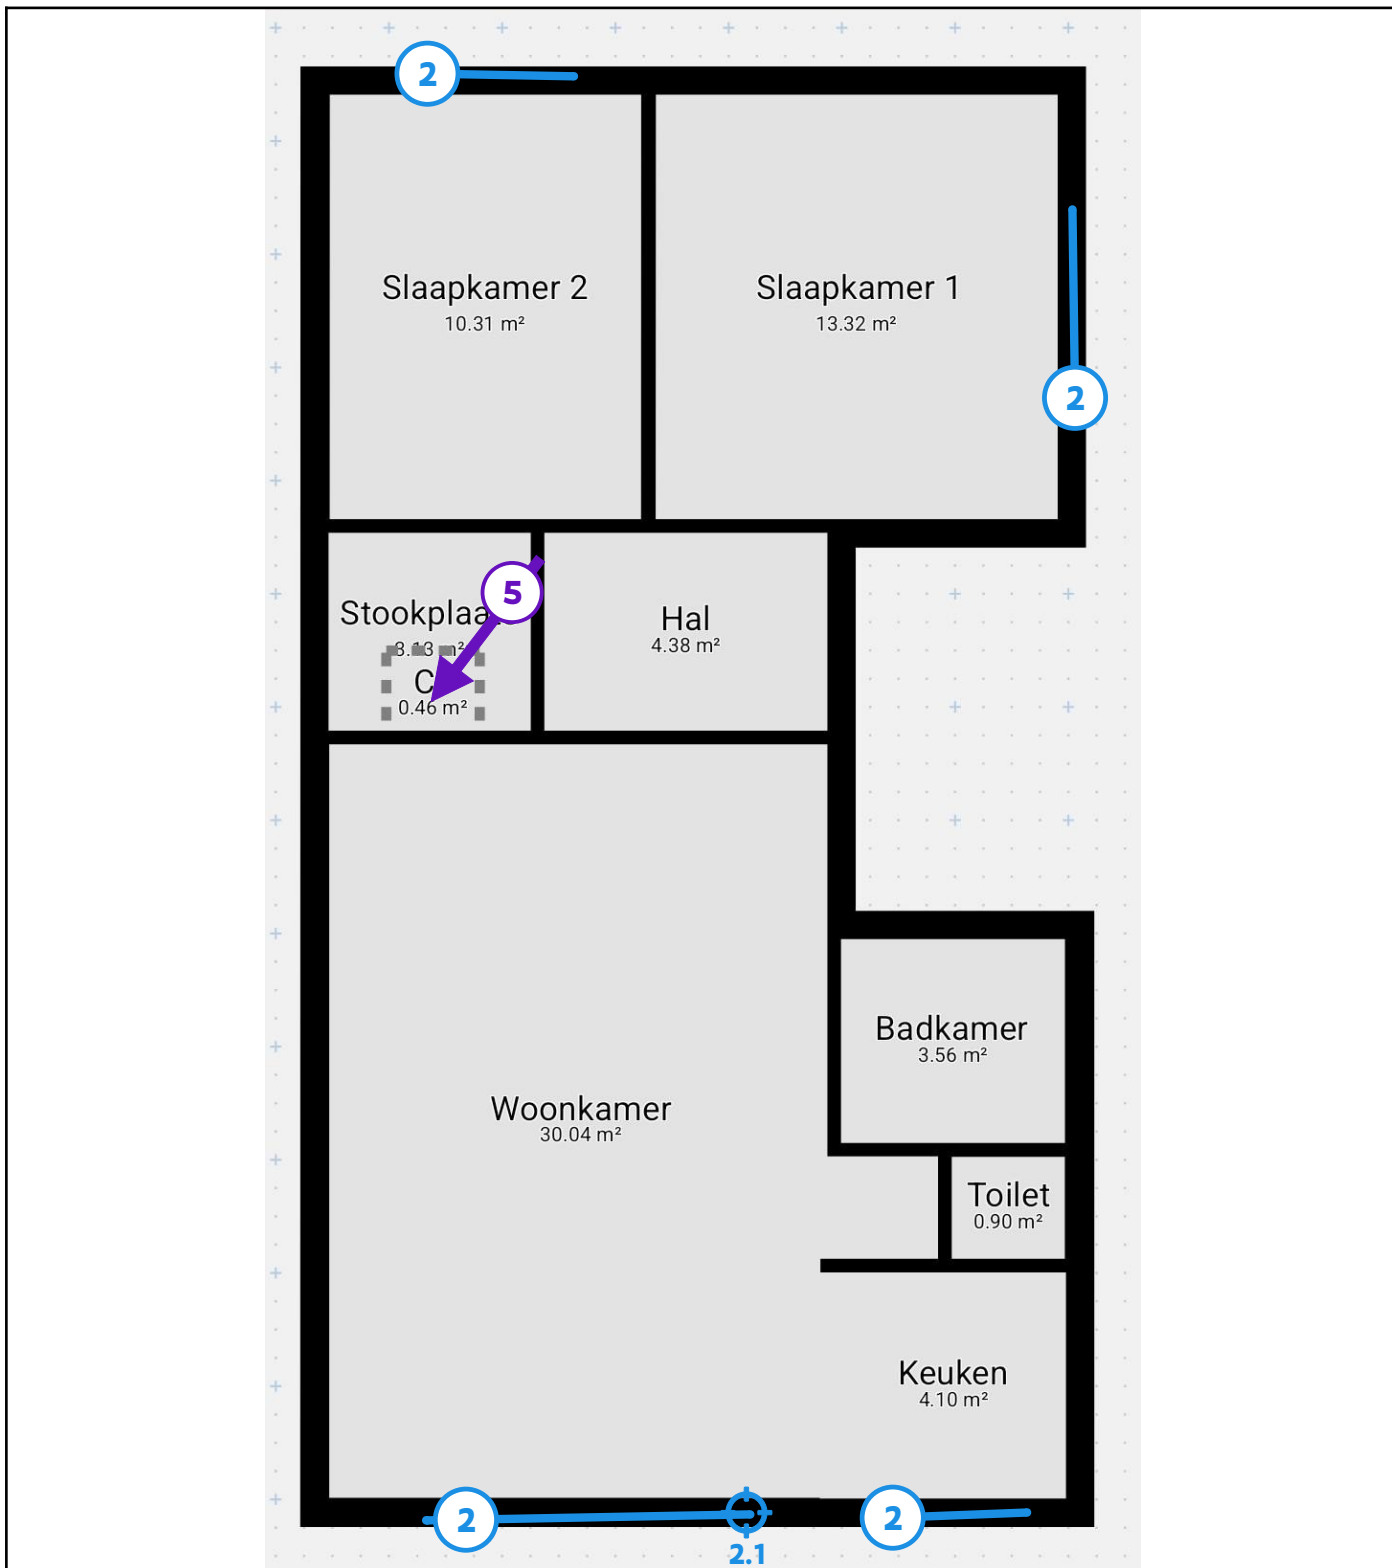 2
Slaapkamer 2
10.31 m²
Slaapkamer 1
13.32 m²
2
5
Hal
4.38 m²
0.46 m²
Badkamer
3.56 m²
Woonkamer
30.04 m²
Toilet
0.90 m²
Keuken
4.10 m²
2
2
2.1